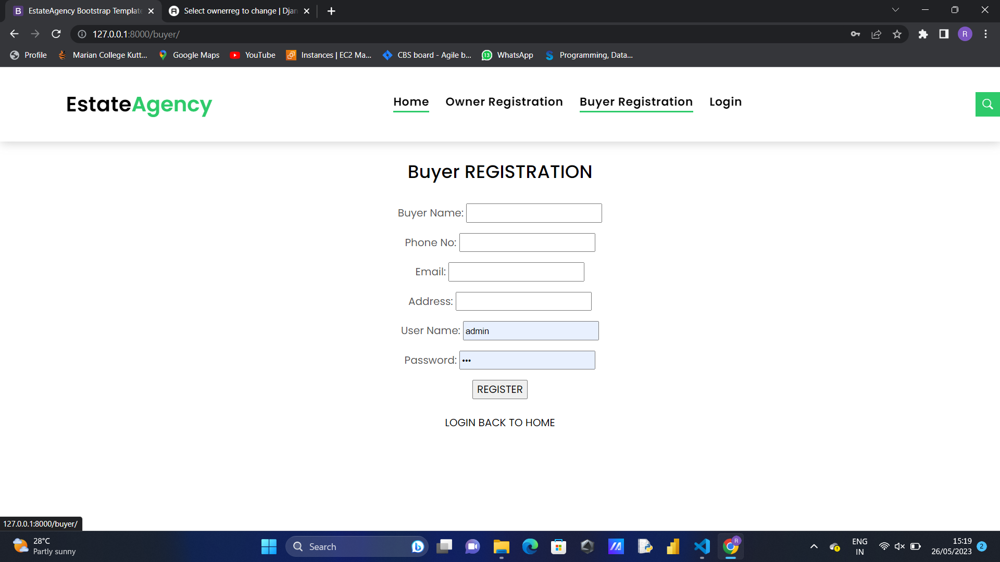 B EstateAgency Bootstrap Template Select ownerreg to change | Djan
127.0.0.1:8000/buyer/ R
Profile Marian College Kutt... Google Maps YouTube Instances | EC2 Ma... CBS board - Agile b... 13 WhatsApp S Programming, Data...
EstateAgency Home Owner Registration Buyer Registration Login
Buyer REGISTRATION
Buyer Name:
Phone No:
Email:
Address:
User Name: admin
Password: •••
REGISTER
LOGIN BACK TO HOME
127.0.0.1:8000/buyer/
28°C
Partly sunny
Search
R
ENG
IN
15:19
26/05/2023
2